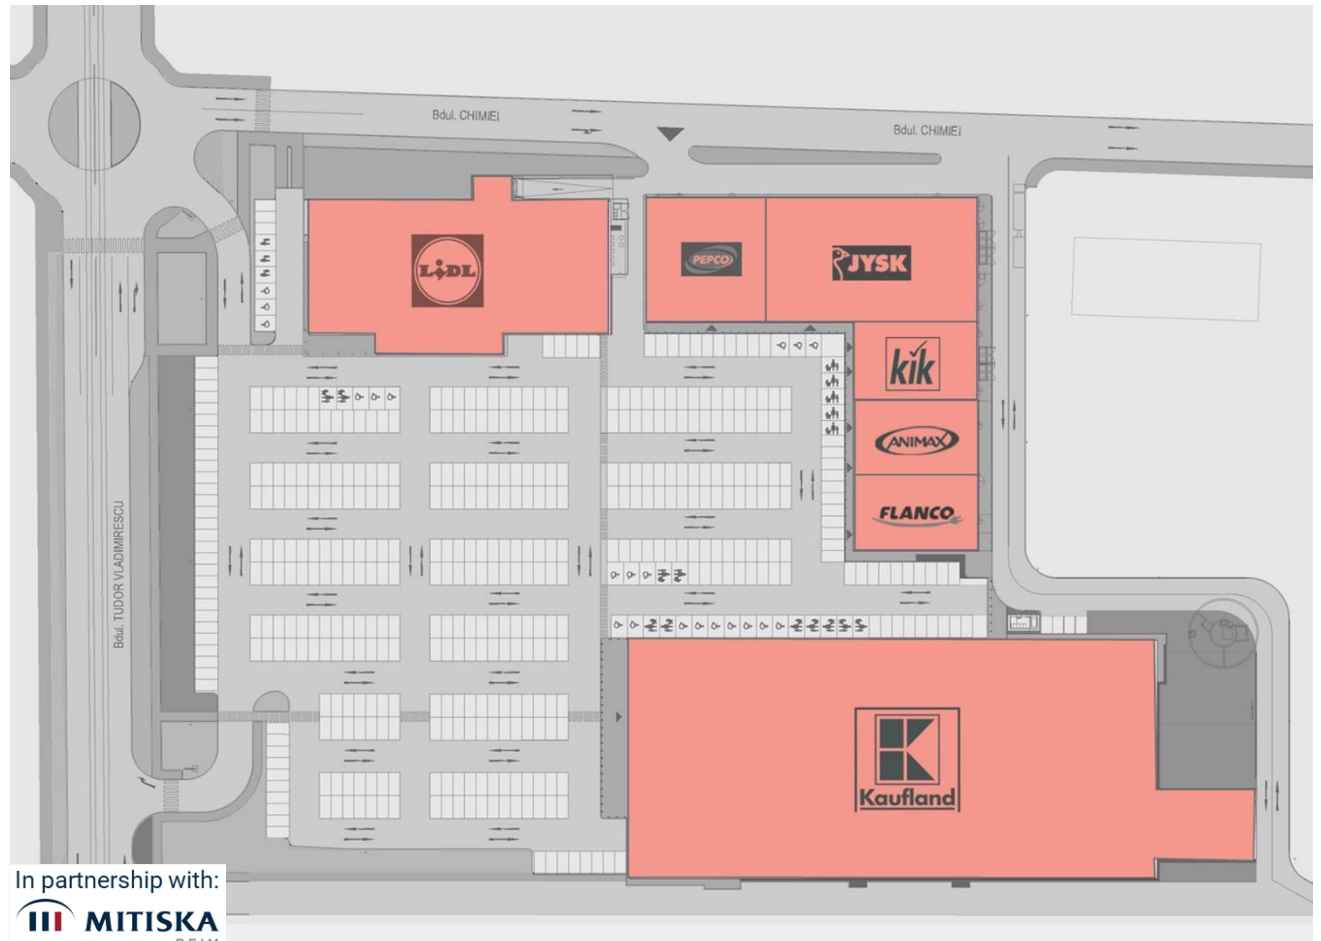 Bdul. CHIMIEI
Bdul. CHIMIEI
LIDL
PEPCO
JYSK
kik
ANIMAX
FLANCO
Bdul. TUDOR VLADIMIRESCU
Kaufland
In partnership with:
MITISKA